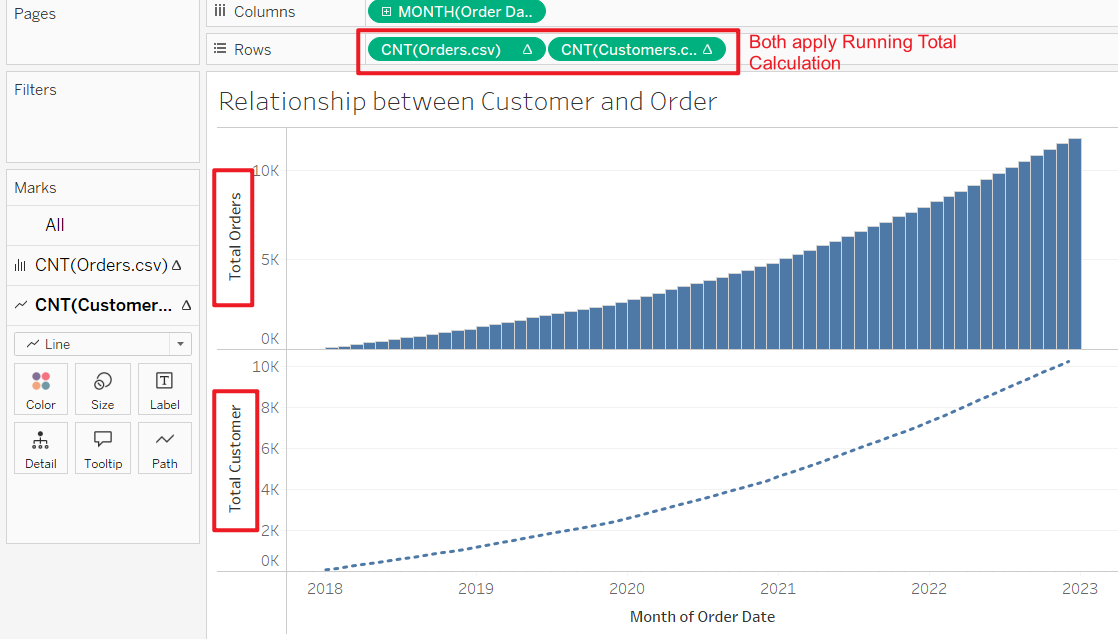 Pages
Columns
MONTH(Order Da..
Rows
CNT(Orders.csv) Δ
CNT(Customers.c.. Δ
Both apply Running Total
Calculation
Filters
Marks
All
CNT(Orders.csv) Δ
CNT(Customer... Δ
Line
Color
Size
Label
Detail
Tooltip
Path
Relationship between Customer and Order
Total Orders
10K
5K
0K
Total Customer
10K
8K
6K
4K
2K
0K
2018
2019
2020
2021
2022
2023
Month of Order Date